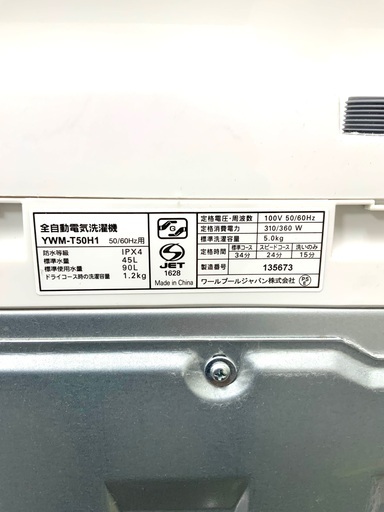 全自動電気洗濯機
YWM-T50H1 50/60Hz用
防水等級 IPX4
標準水量 45L
標準使用水量 90L
ドライコース時の洗濯容量 1.2kg
G
JET
1628
Made in China
定格電圧・周波数 100V 50/60Hz
定格消費電力 310/360 W
標準洗濯容量 5.0kg
定格時間 標準コース スピードコース 洗いのみ
34分 24分 15分
製造番号 135673
ワールプールジャパン株式会社
PS
E